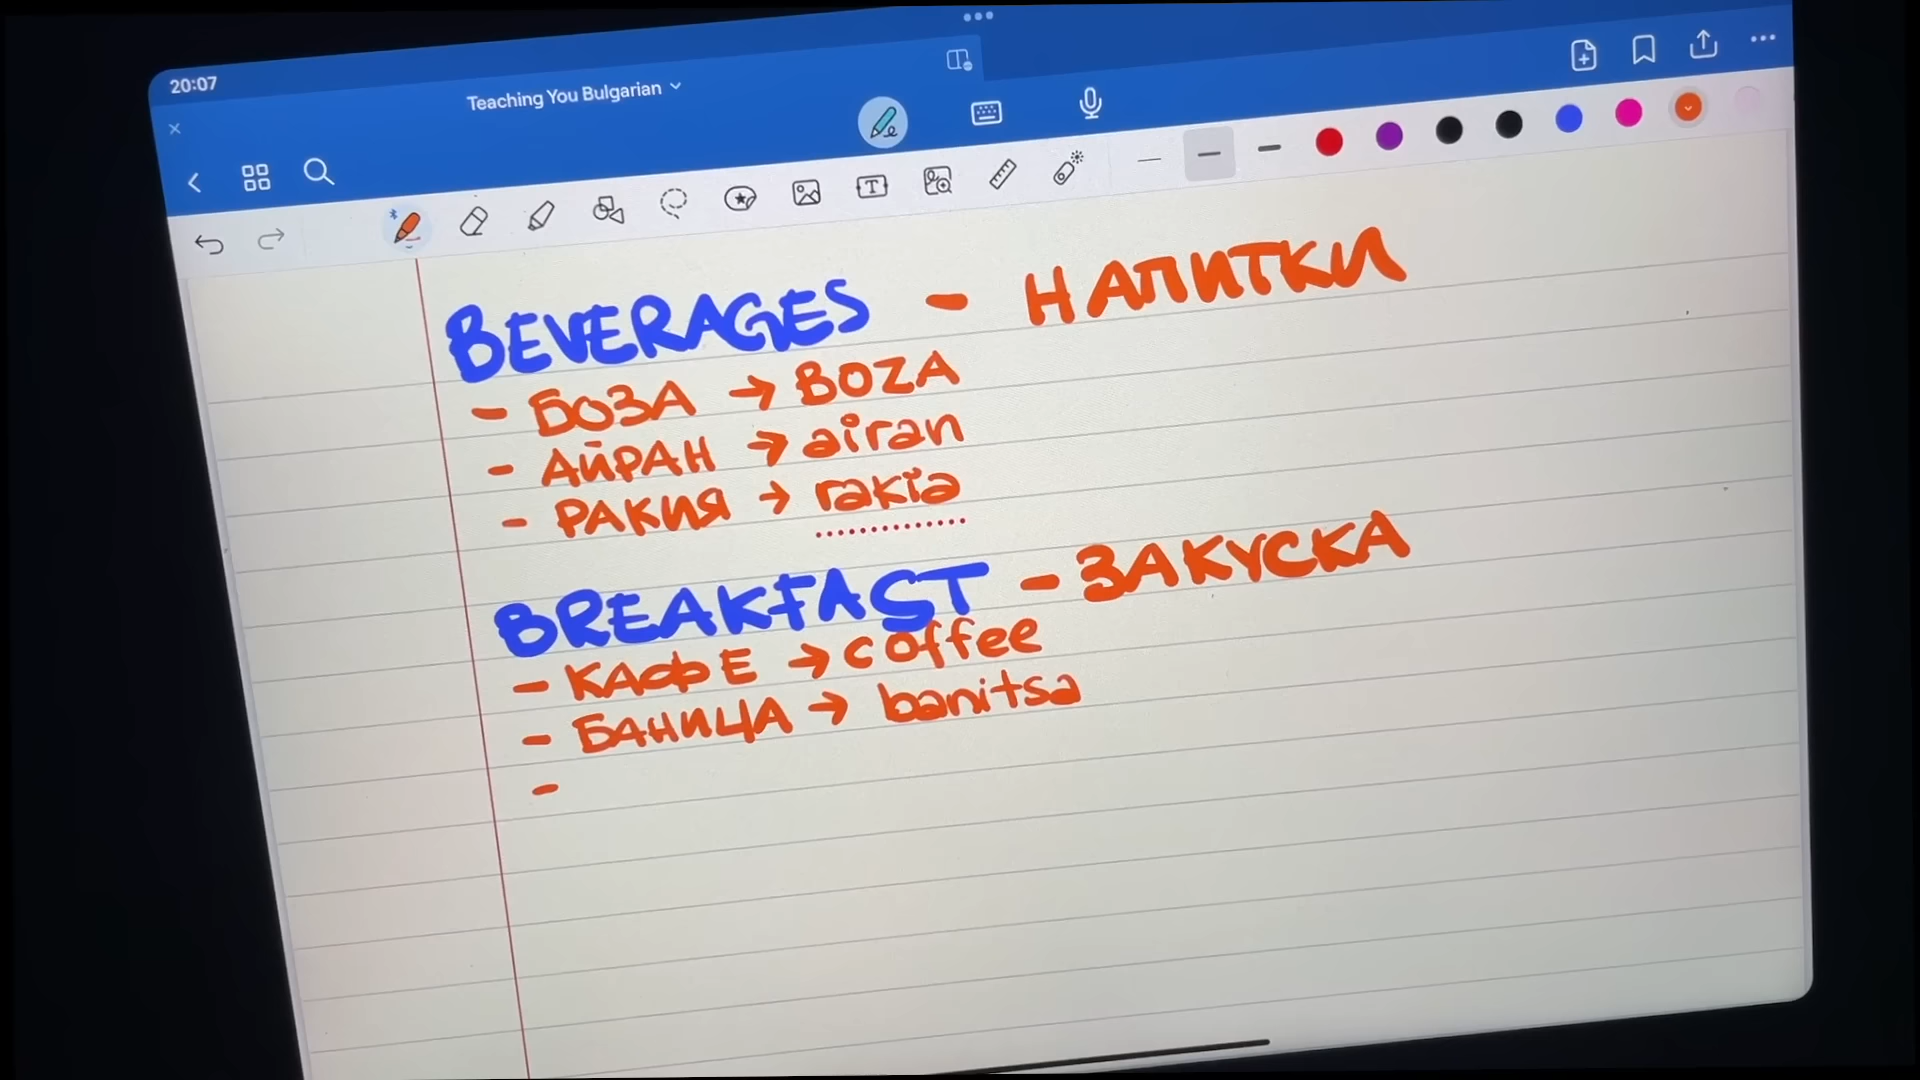 20:07
Teaching You Bulgarian
BEVERAGES - НАПИТКИ
- БОЗА → BOZA
- АЙРАН → airan
- РАКИЯ → rakia
BREAKFAST - ЗАКУСКА
- КАФЕ → coffee
- БАНИЦА → banitsa
-